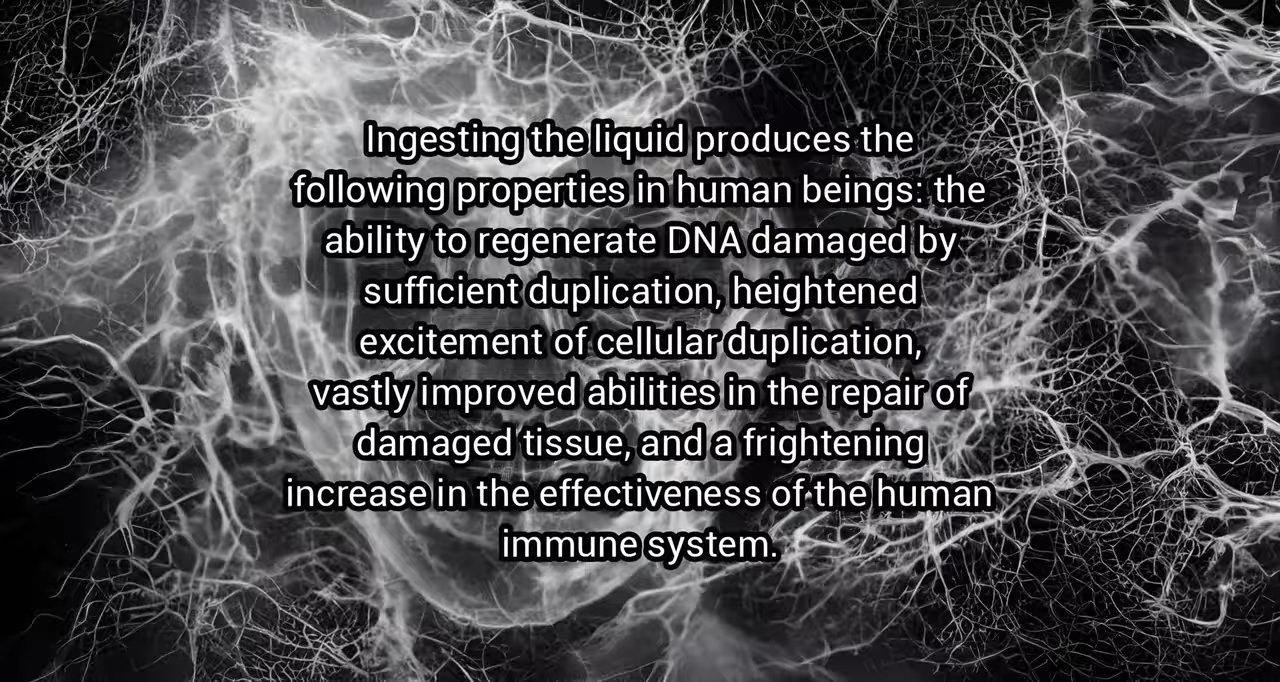 Ingesting the liquid produces the
following properties in human beings: the
ability to regenerate DNA damaged by
sufficient duplication, heightened
excitement of cellular duplication,
vastly improved abilities in the repair of
damaged tissue, and a frightening
increase in the effectiveness of the human
immune system.